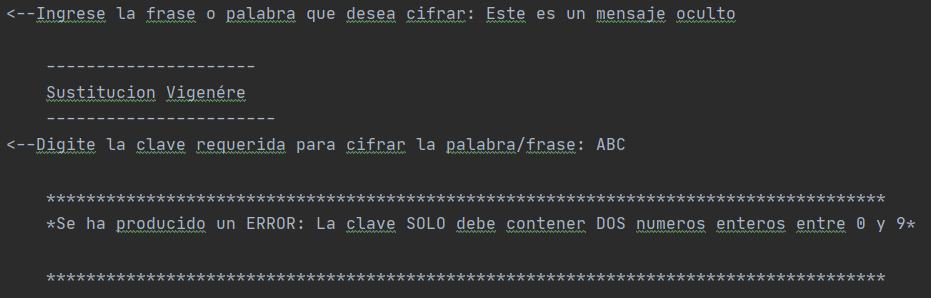 <--Ingrese la frase o palabra que desea cifrar: Este es un mensaje oculto
---------------------
Sustitucion Vigenére
-----------------------
<--Digite la clave requerida para cifrar la palabra/frase: ABC
************************************************************************************
*Se ha producido un ERROR: La clave SOLO debe contener DOS numeros enteros entre 0 y 9*
************************************************************************************